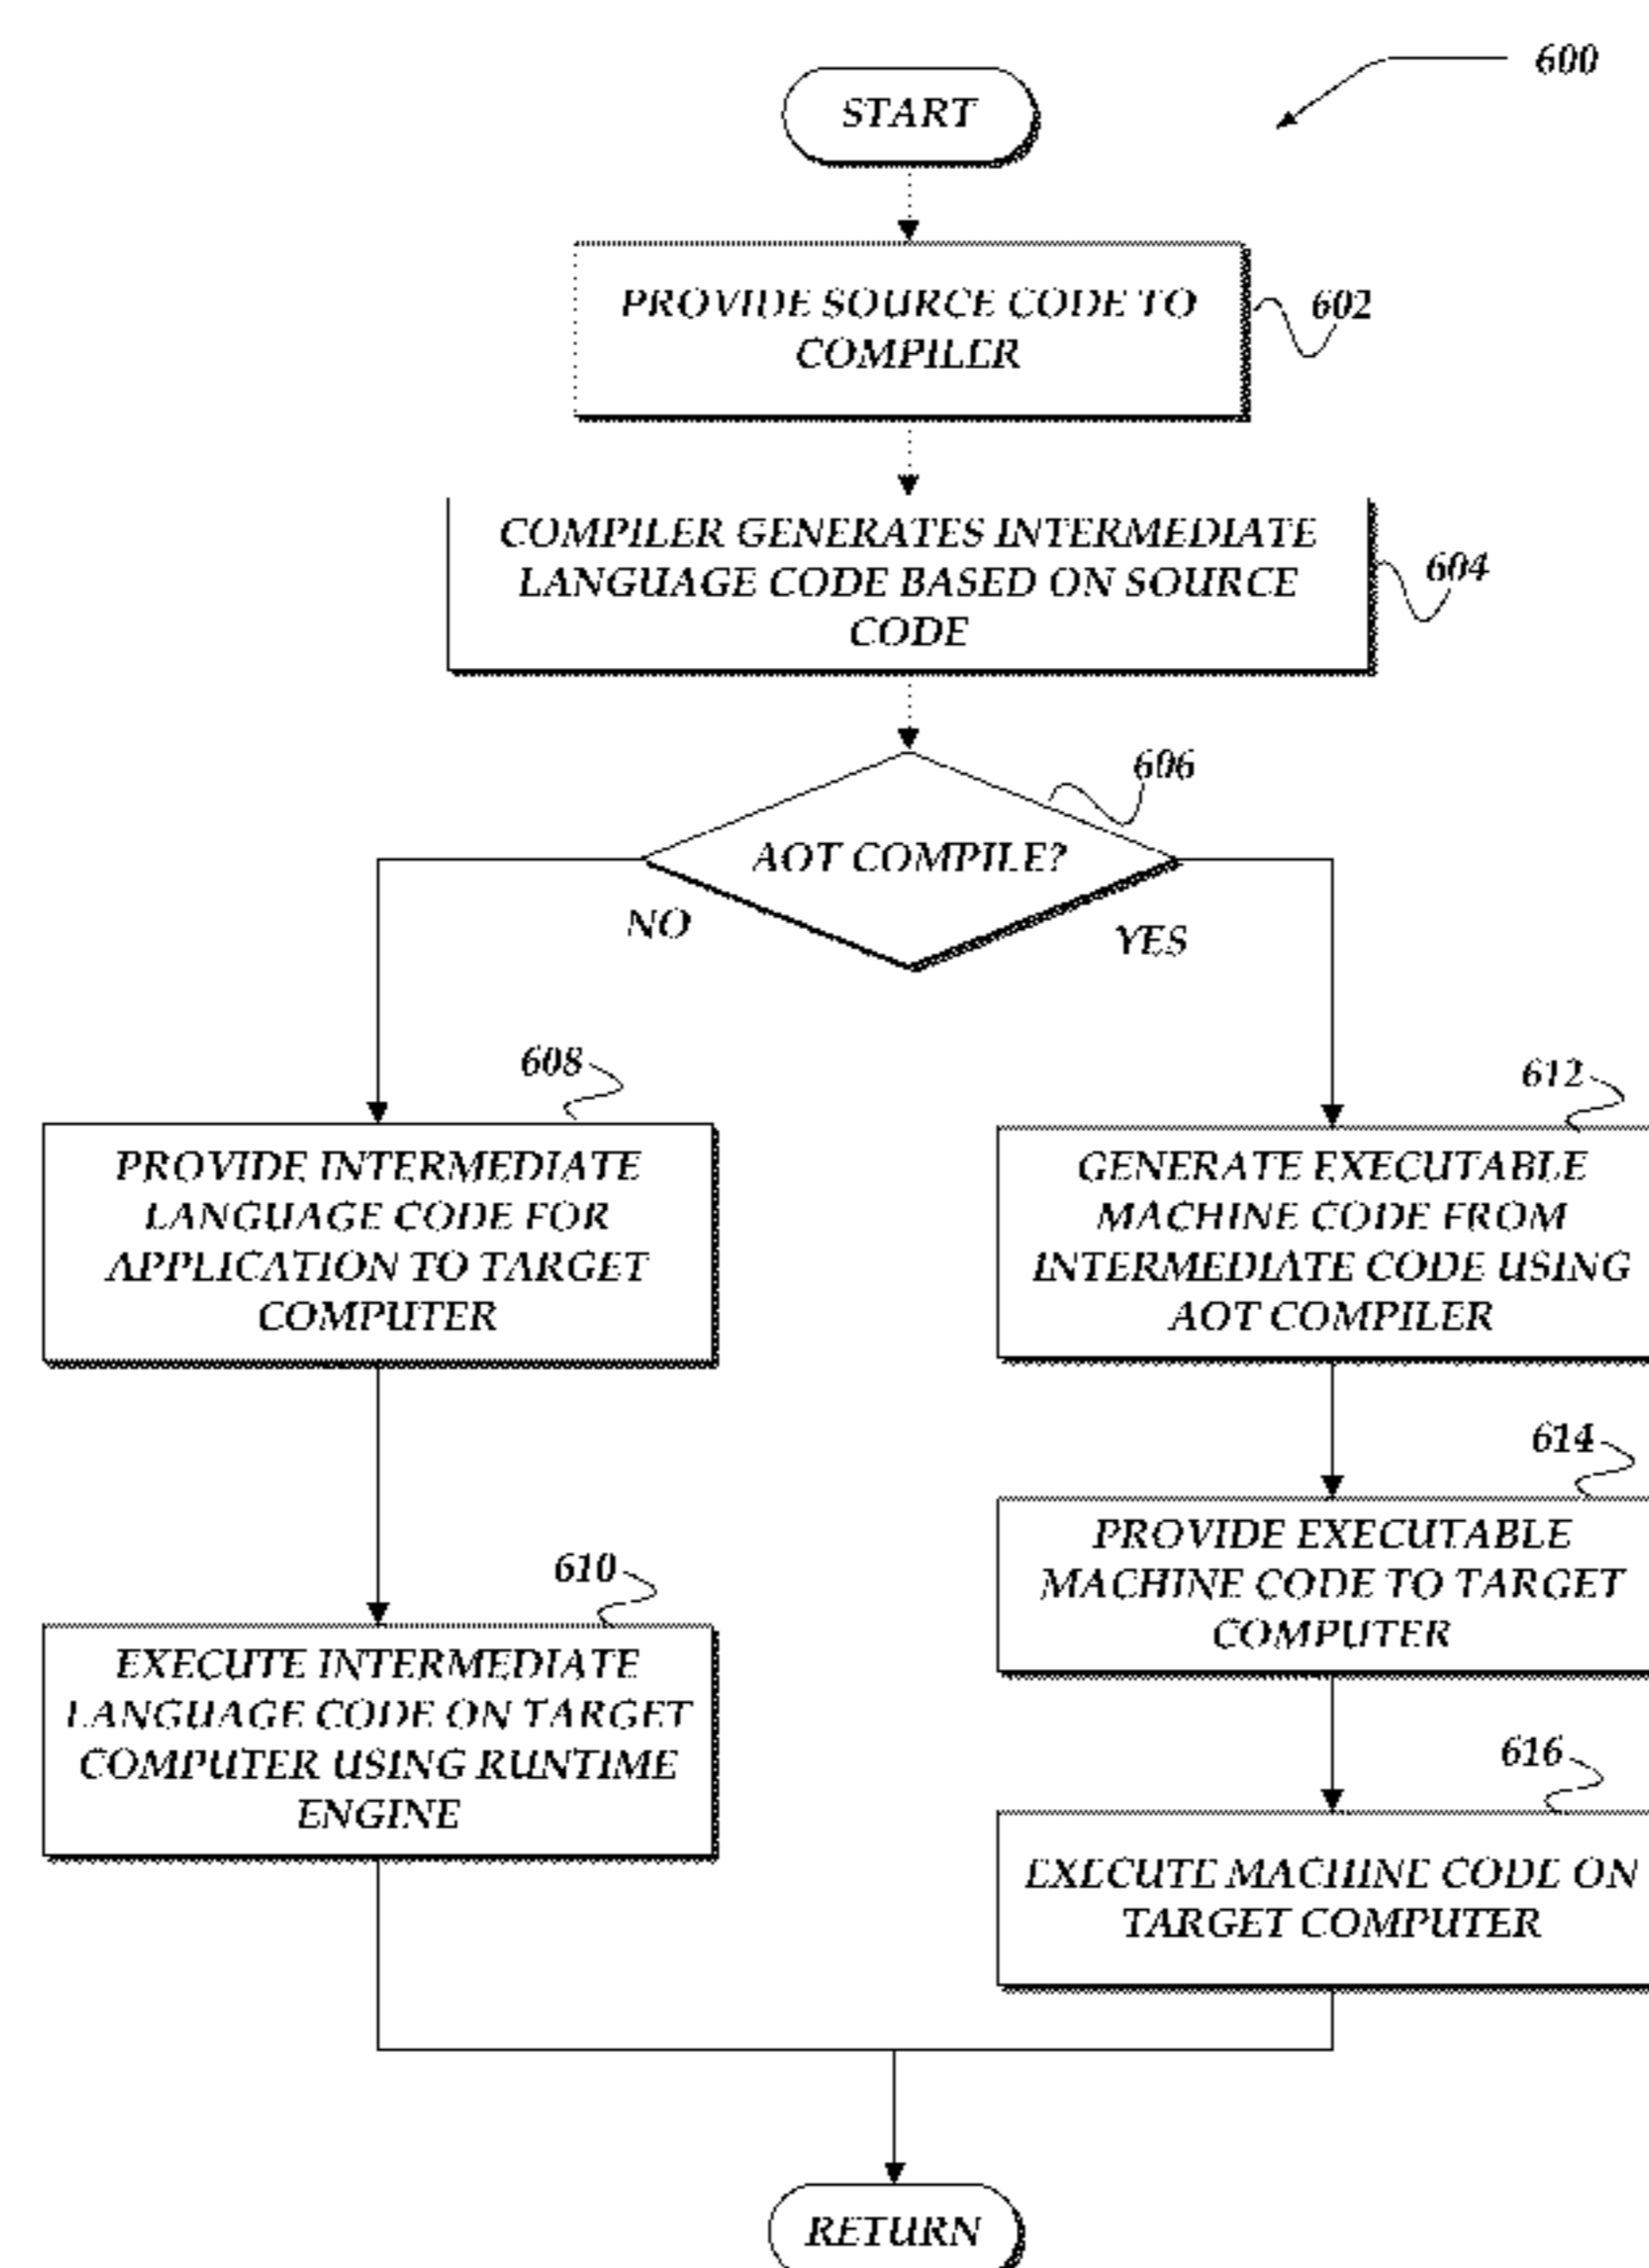 600
START
PROVIDE SOURCE CODE TO
COMPILER
602
COMPILER GENERATES INTERMEDIATE
LANGUAGE CODE BASED ON SOURCE
CODE
604
606
AOT COMPILE?
NO
YES
608
PROVIDE INTERMEDIATE
LANGUAGE CODE FOR
APPLICATION TO TARGET
COMPUTER
610
EXECUTE INTERMEDIATE
LANGUAGE CODE ON TARGET
COMPUTER USING RUNTIME
ENGINE
612
GENERATE EXECUTABLE
MACHINE CODE FROM
INTERMEDIATE CODE USING
AOT COMPILER
614
PROVIDE EXECUTABLE
MACHINE CODE TO TARGET
COMPUTER
616
EXECUTE MACHINE CODE ON
TARGET COMPUTER
RETURN